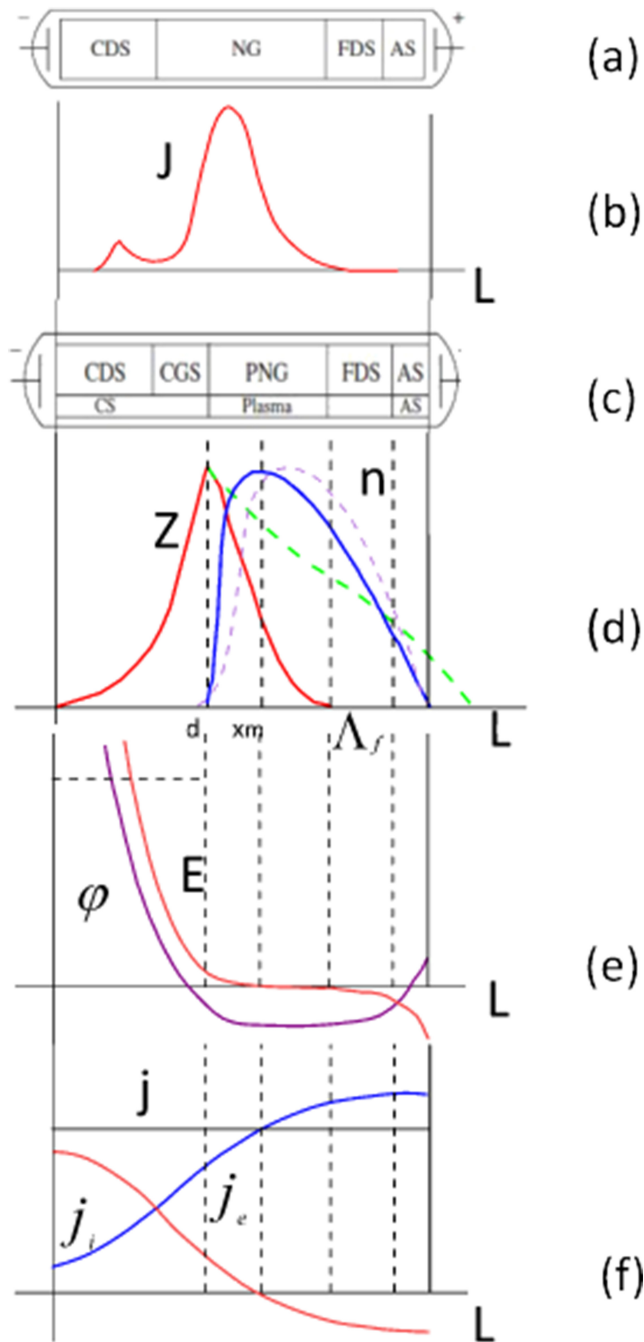 − +
CDS NG FDS AS (a)
J
(b)
L
−
CDS CGS PNG FDS AS (c)
CS Plasma AS
n
Z
(d)
d xm Λf L
E
φ
L (e)
j
ji je
(f)
L